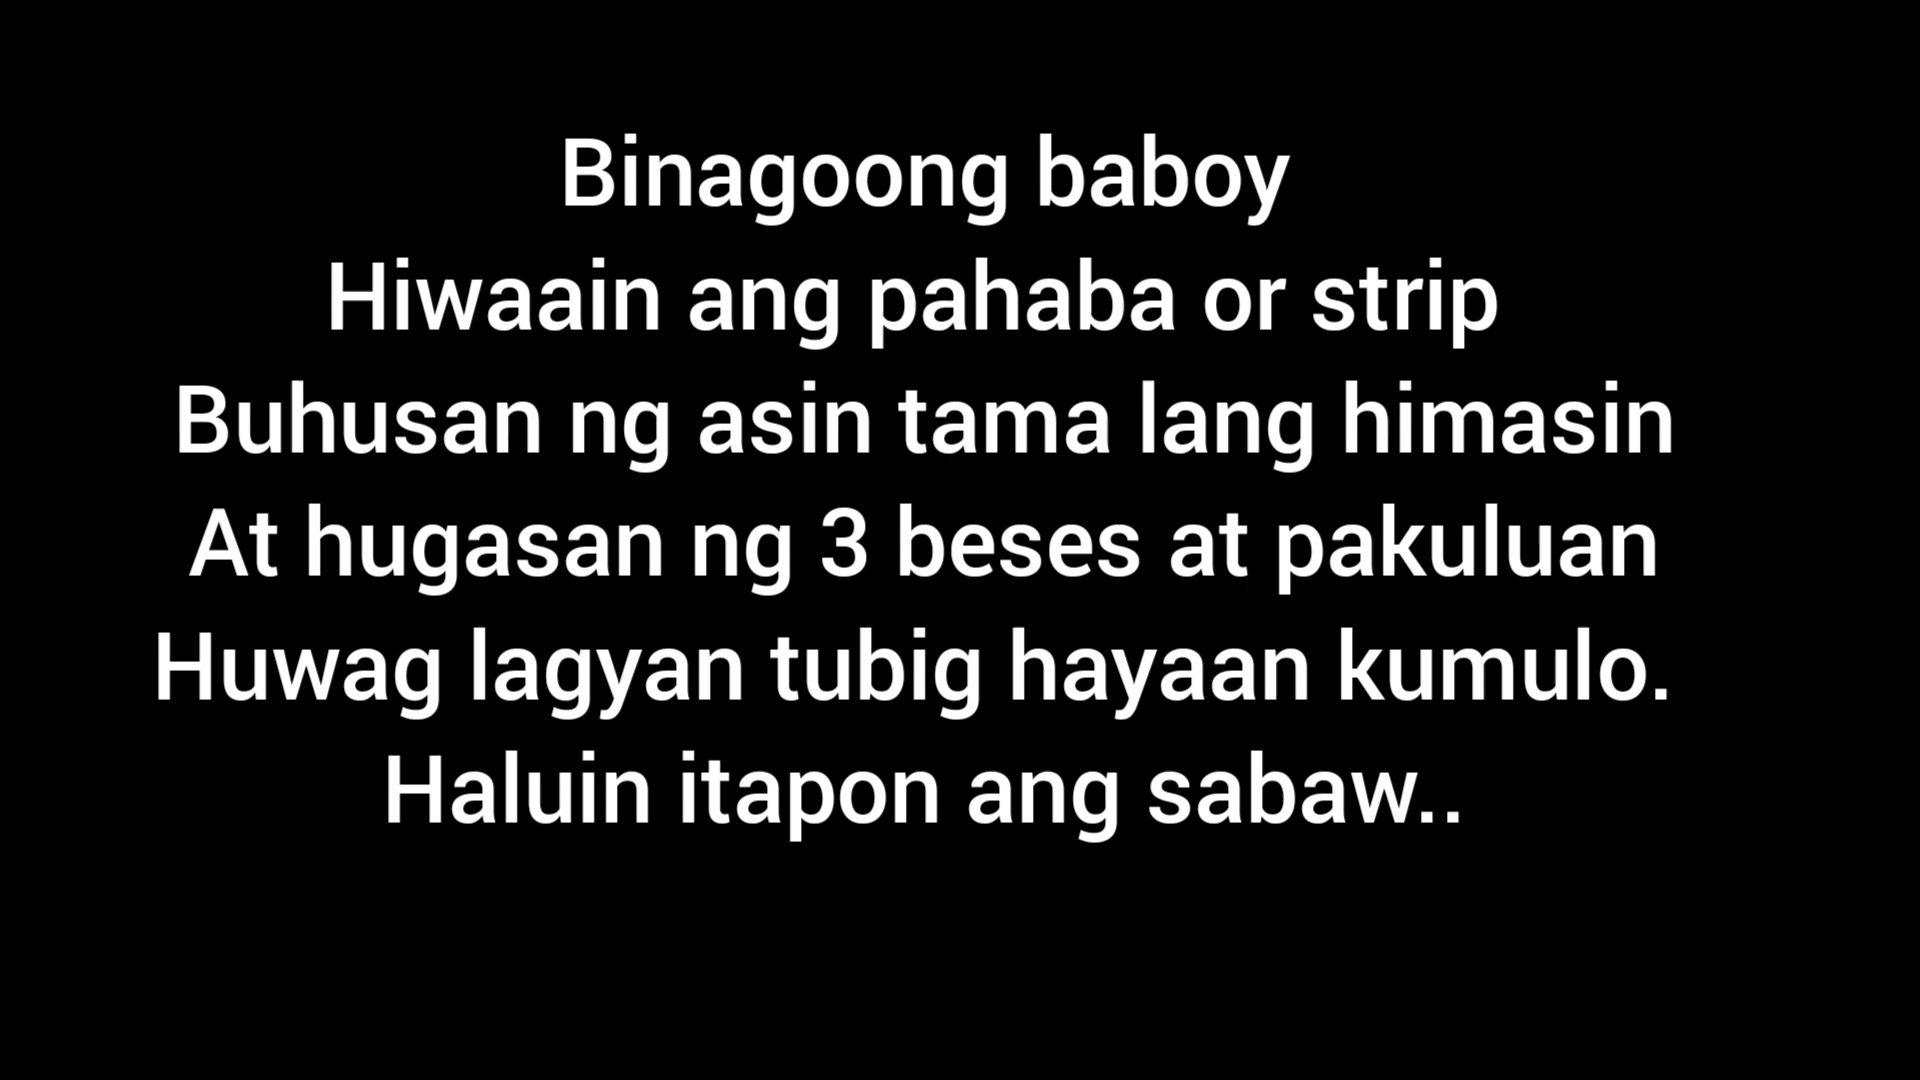 Binagoong baboy
Hiwaain ang pahaba or strip
Buhusan ng asin tama lang himasin
At hugasan ng 3 beses at pakuluan
Huwag lagyan tubig hayaan kumulo.
Haluin itapon ang sabaw..